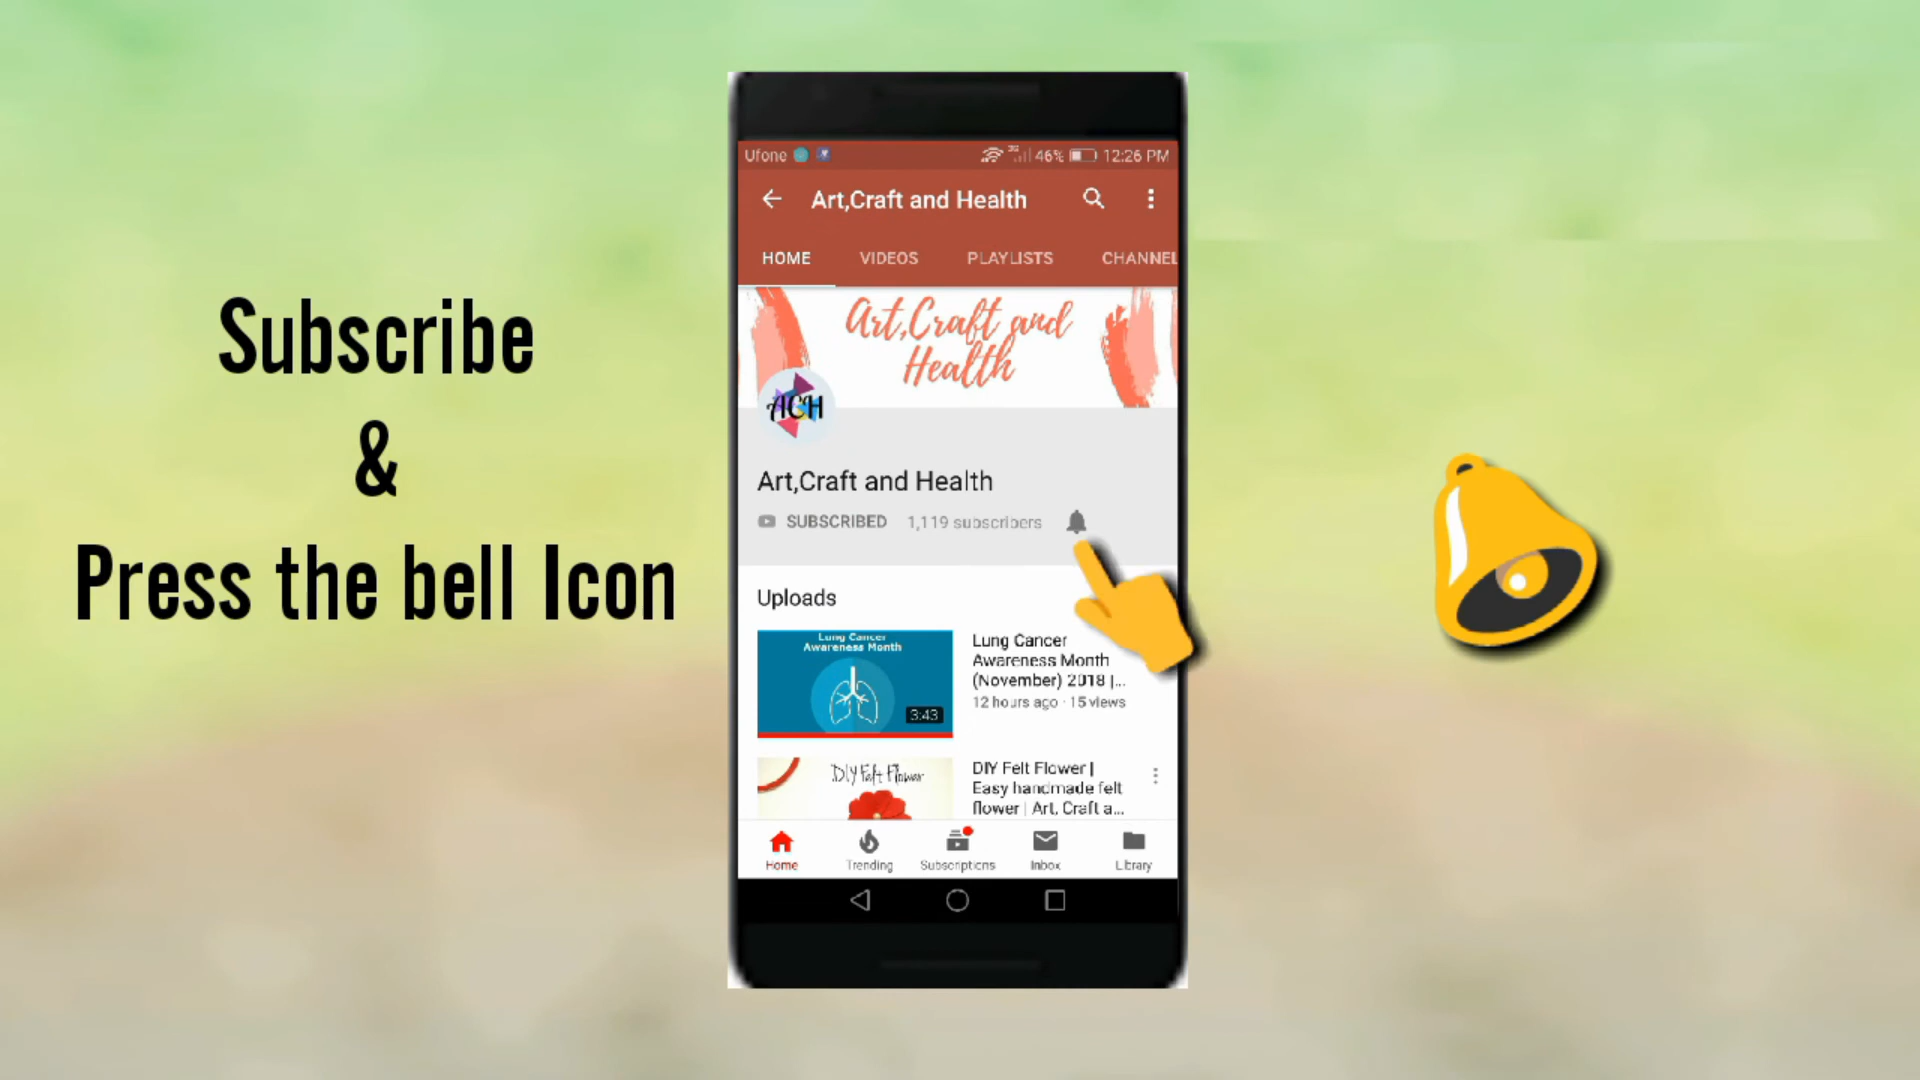 Subscribe
&
Press the bell Icon
Ufone
3G 46% 12:26 PM
Art,Craft and Health
HOME VIDEOS PLAYLISTS CHANNEL
Art,Craft and
Health
ACH
Art,Craft and Health
SUBSCRIBED 1,119 subscribers
Uploads
Lung Cancer
Awareness Month
3:43
Lung Cancer
Awareness Month
(November) 2018 |...
12 hours ago · 15 views
DIY Felt Flower
DIY Felt Flower |
Easy handmade felt
flower | Art, Craft a...
Home Trending Subscriptions Inbox Library